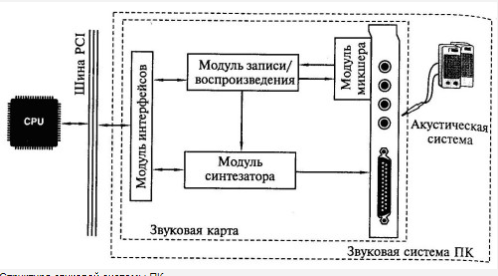 Шина PCI
CPU
Модуль интерфейсов
Модуль записи/
воспроизведения
Модуль
микшера
Модуль
синтезатора
Акустическая
система
Звуковая карта
Звуковая система ПК